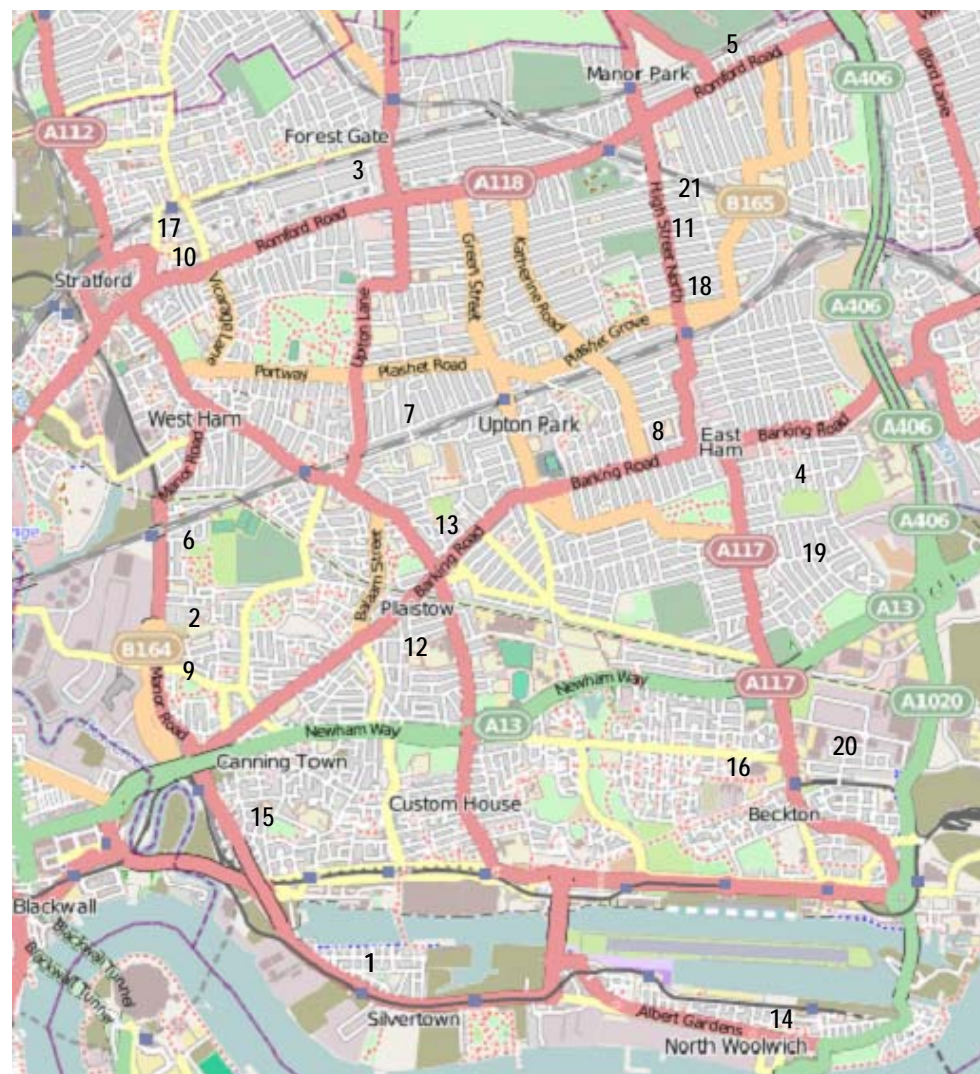 5
Manor Park
Romford Road
A406
Ilford Lane
A112
Forest Gate
3
A118
21
B165
17
High Street North
11
Romford Road
10
Green Street
Katherine Road
Stratford
Vicarage Lane
18
A406
Upton Lane
Plashet Grove
Portway
Plashet Road
West Ham
7
Upton Park
8
East
Ham
Barking Road
A406
Manor Road
Barking Road
4
13
A406
6
Balaam Street
Barking Road
A117
19
Plaistow
A13
2
12
B164
9
Manor Road
Newham Way
A117
A1020
Newham Way
A13
20
Canning Town
16
15
Custom House
Beckton
Blackwall
Blackwall Tunnel
Blackwall Tunnel
1
Silvertown
Albert Gardens
14
North Woolwich